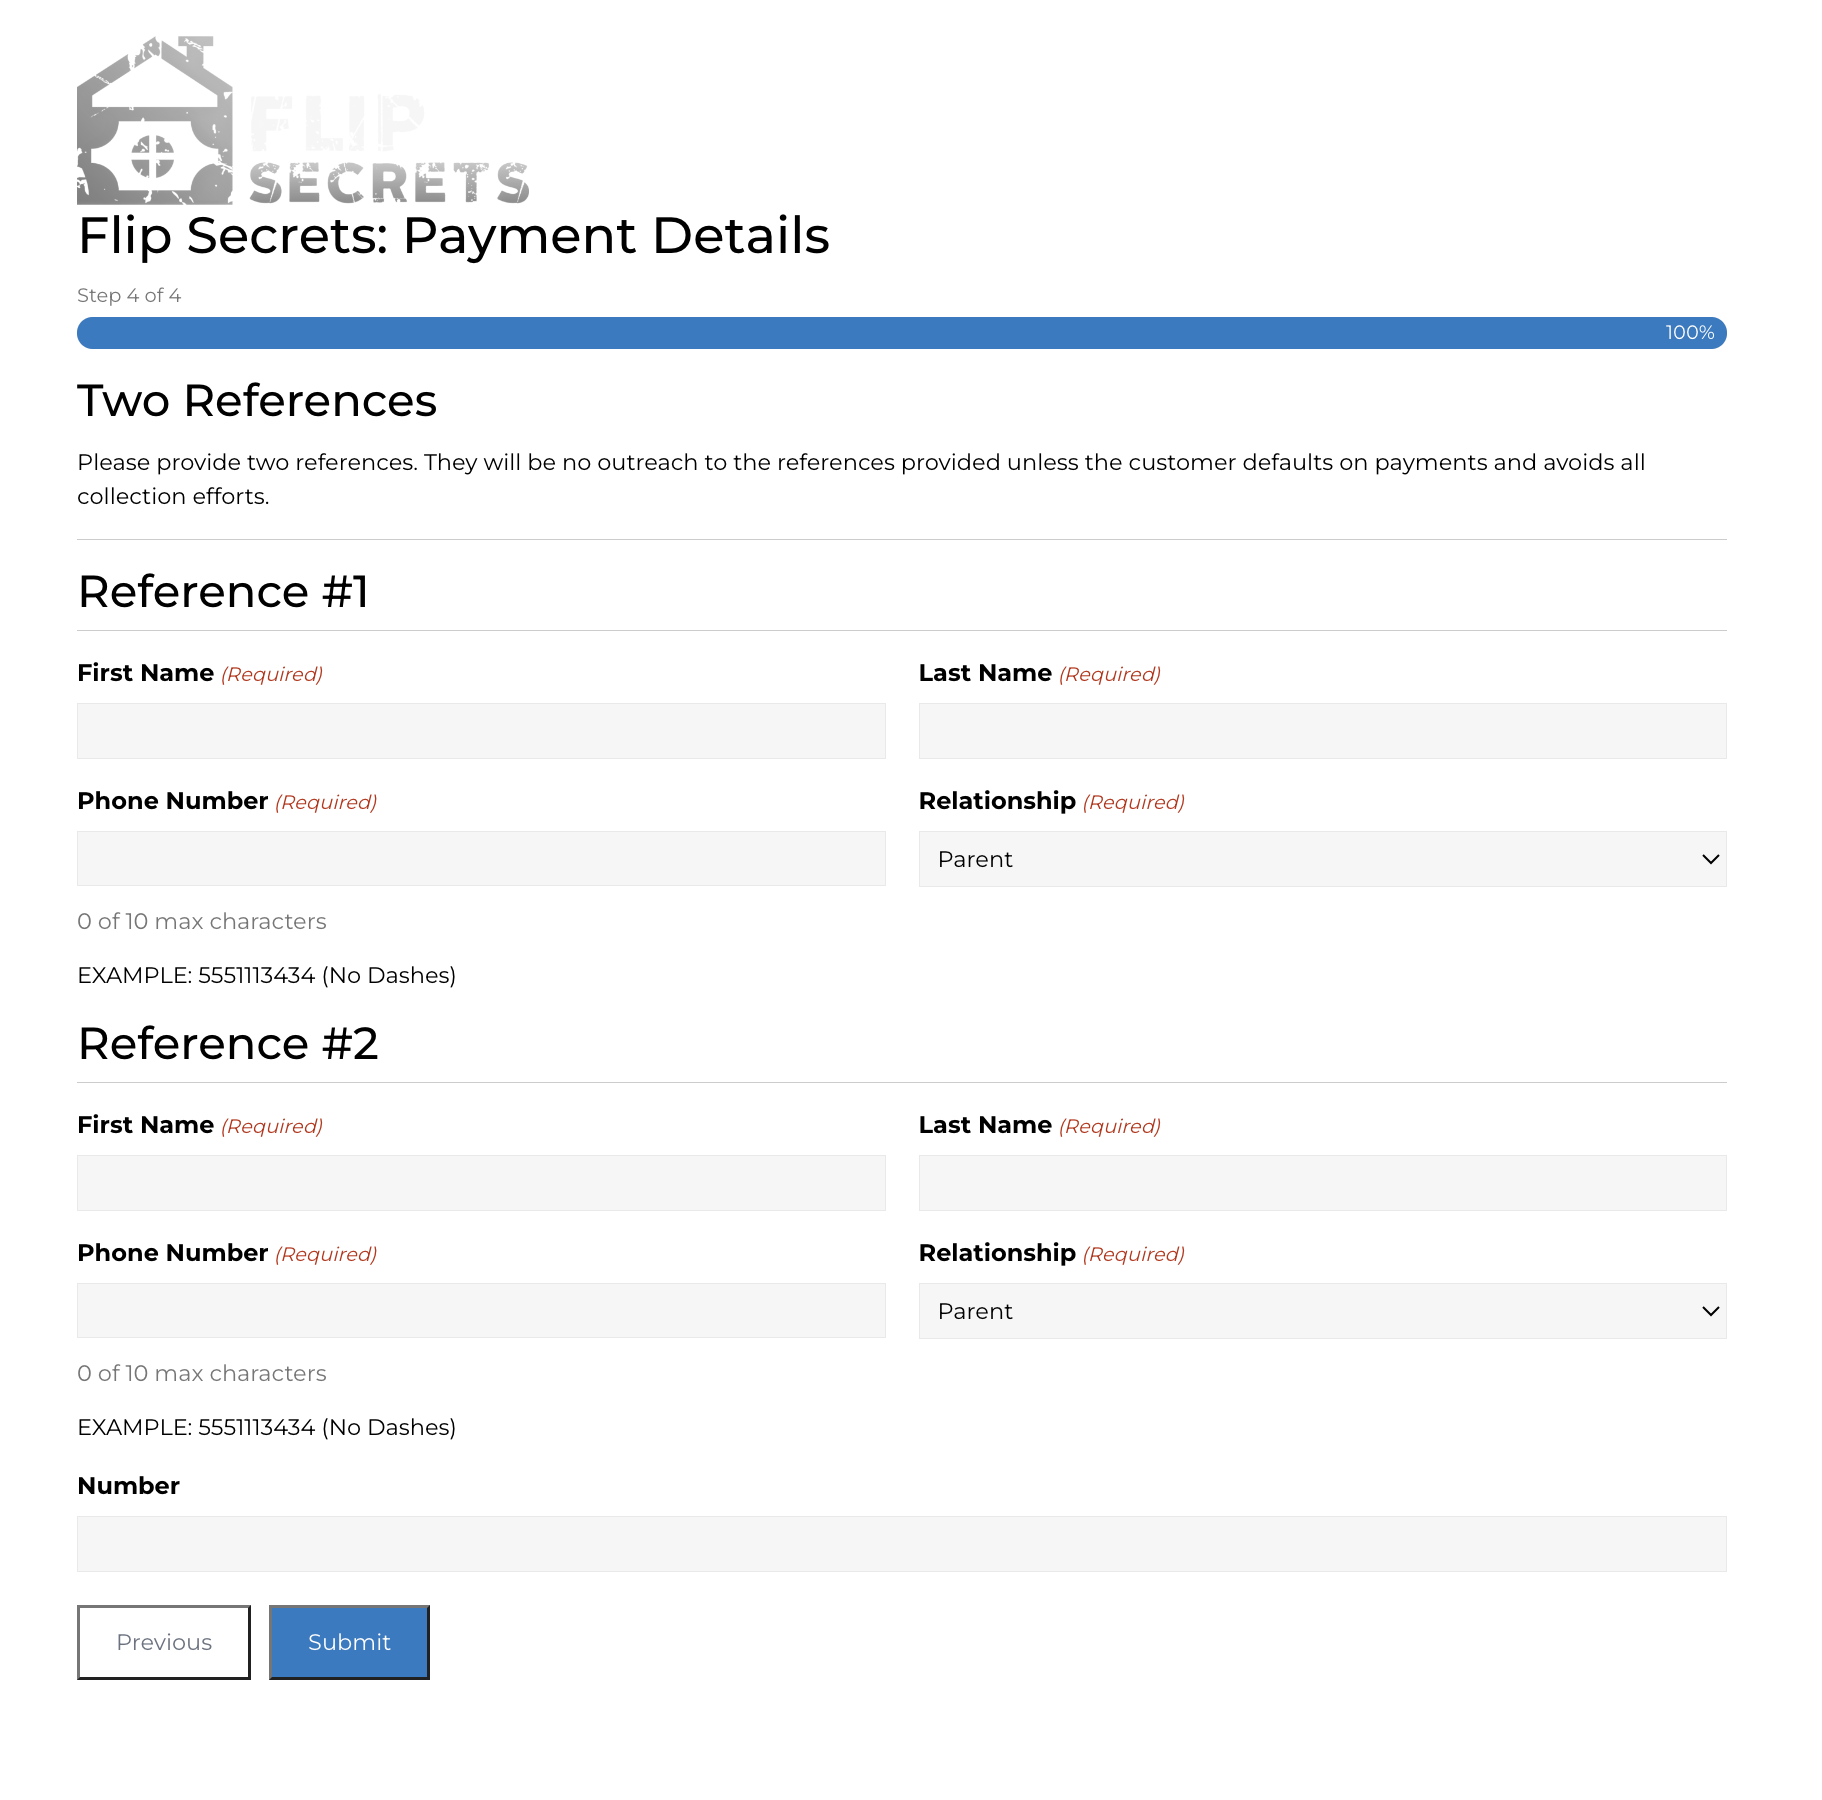 FLIP
SECRETS
Flip Secrets: Payment Details
Step 4 of 4
100%
Two References
Please provide two references. They will be no outreach to the references provided unless the customer defaults on payments and avoids all
collection efforts.
Reference #1
First Name (Required)
Last Name (Required)
Phone Number (Required)
Relationship (Required)
Parent
0 of 10 max characters
EXAMPLE: 5551113434 (No Dashes)
Reference #2
First Name (Required)
Last Name (Required)
Phone Number (Required)
Relationship (Required)
Parent
0 of 10 max characters
EXAMPLE: 5551113434 (No Dashes)
Number
Previous
Submit